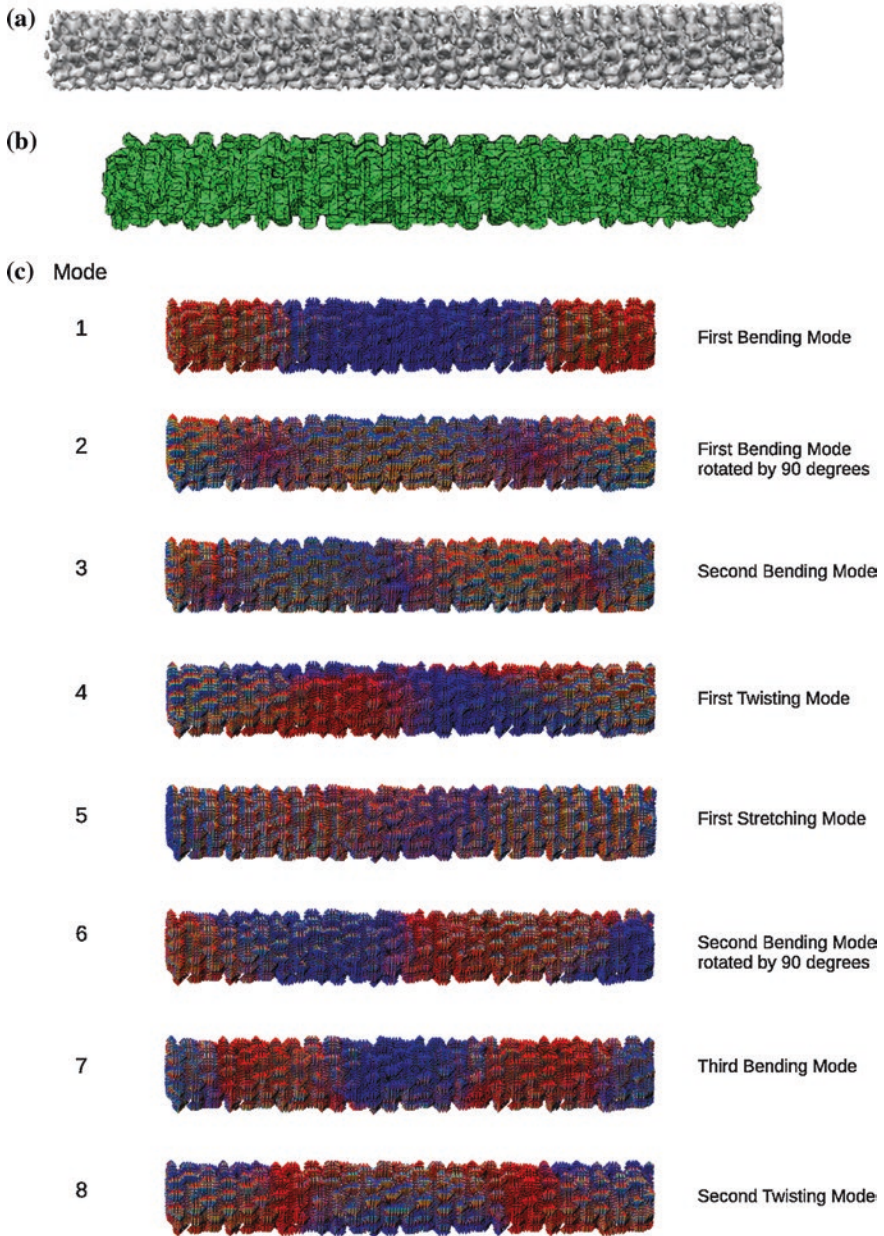 (a)
(b)
(c) Mode
1
First Bending Mode
2
First Bending Mode
rotated by 90 degrees
3
Second Bending Mode
4
First Twisting Mode
5
First Stretching Mode
6
Second Bending Mode
rotated by 90 degrees
7
Third Bending Mode
8
Second Twisting Mode